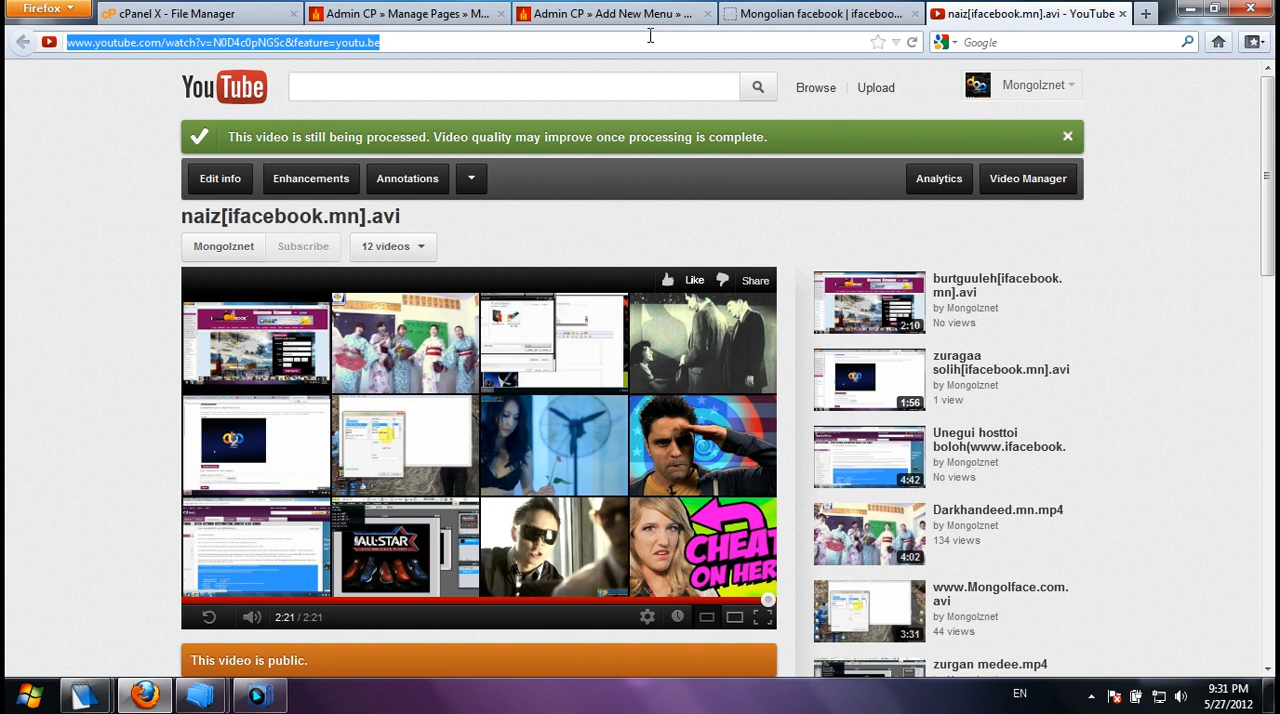 Firefox
cPanel X - File Manager
Admin CP » Manage Pages » M...
Admin CP » Add New Menu » ...
Mongolian facebook | ifaceboo...
naiz[ifacebook.mn].avi - YouTube
www.youtube.com/watch?v=N0D4c0pNGSc&feature=youtu.be
Google
YouTube
Browse
Upload
Mongolznet
This video is still being processed. Video quality may improve once processing is complete.
Edit info
Enhancements
Annotations
Analytics
Video Manager
naiz[ifacebook.mn].avi
Mongolznet
Subscribe
12 videos
Like
Share
ALL★STAR
CHEAT
ON HER
2:21 / 2:21
This video is public.
burtguuleh[ifacebook.
mn].avi
by Mongolznet
No views
2:10
zuragaa
solih[ifacebook.mn].avi
by Mongolznet
1 view
1:56
Unegui hosttoi
boloh(www.ifacebook.
by Mongolznet
No views
4:42
Darkhandeed.mn.mp4
by Mongolznet
134 views
4:02
www.Mongolface.com.
avi
by Mongolznet
44 views
3:31
zurgan medee.mp4
EN
9:31 PM
5/27/2012